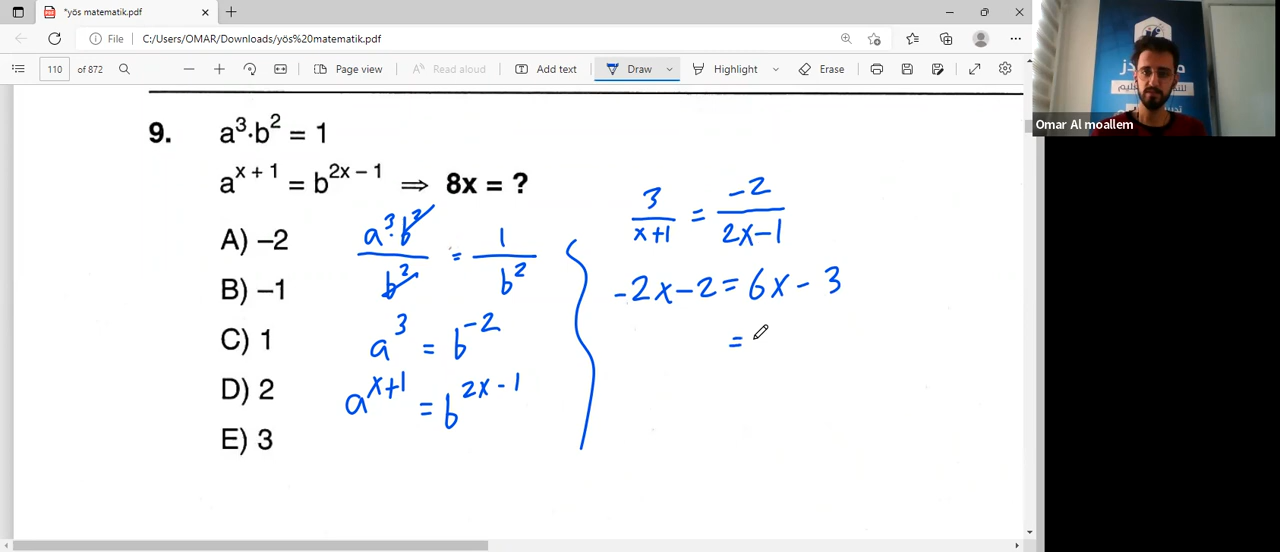 *yös matematik.pdf
File C:/Users/OMAR/Downloads/yös%20matematik.pdf
110 of 872 Page view Read aloud Add text Draw Highlight Erase
Omar Al moallem
9. a³·b² = 1
a^(x + 1) = b^(2x – 1) ⇒ 8x = ?
A) –2
B) –1
C) 1
D) 2
E) 3
a³·b² / b² = 1 / b²
a³ = b⁻²
a^(x+1) = b^(2x-1)
3 / (x+1) = -2 / (2x-1)
-2x-2 = 6x-3
=